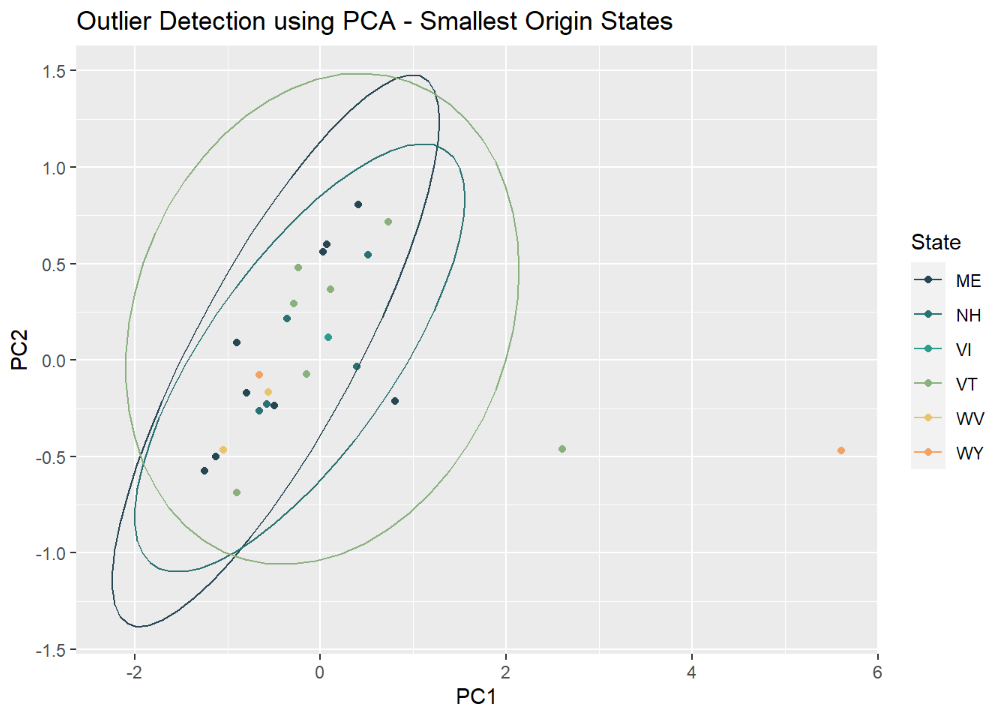 Outlier Detection using PCA - Smallest Origin States
1.5
1.0
0.5
0.0
-0.5
-1.0
-1.5
PC2
-2
0
2
4
6
PC1
State
ME
NH
VI
VT
WV
WY